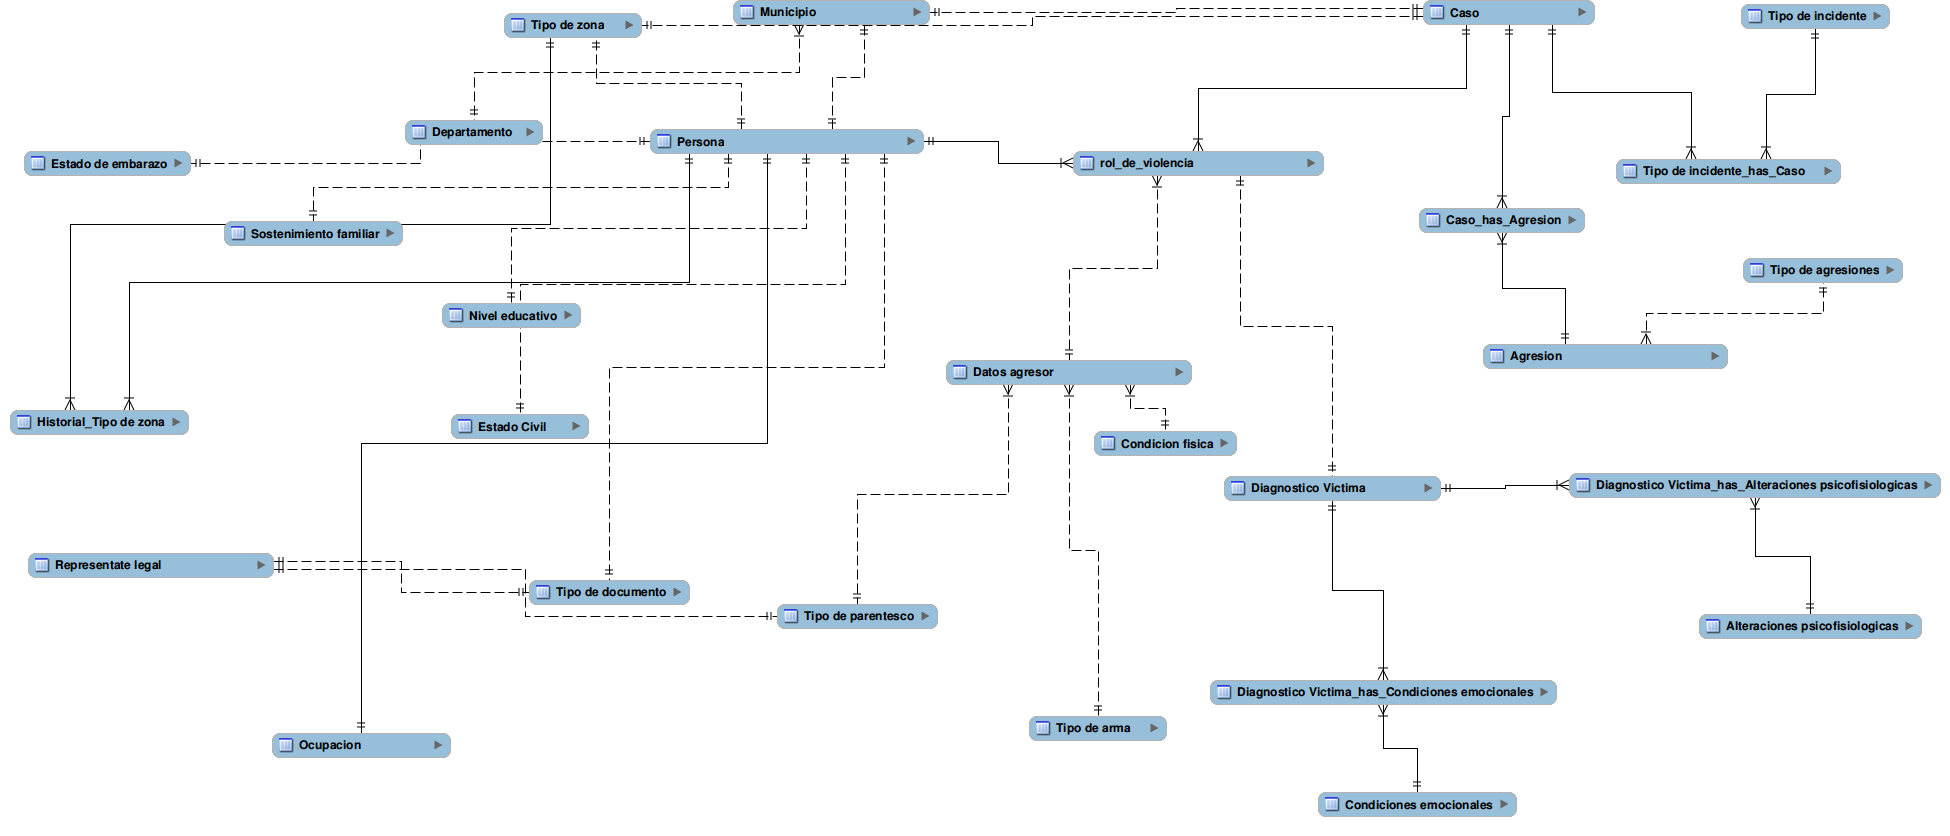 Municipio
Caso
Tipo de incidente
Tipo de zona
Departamento
Persona
Estado de embarazo
rol_de_violencia
Tipo de incidente_has_Caso
Caso_has_Agresion
Sostenimiento familiar
Tipo de agresiones
Nivel educativo
Agresion
Datos agresor
Historial_Tipo de zona
Estado Civil
Condicion fisica
Diagnostico Victima
Diagnostico Victima_has_Alteraciones psicofisiologicas
Representate legal
Tipo de documento
Tipo de parentesco
Alteraciones psicofisiologicas
Diagnostico Victima_has_Condiciones emocionales
Tipo de arma
Ocupacion
Condiciones emocionales